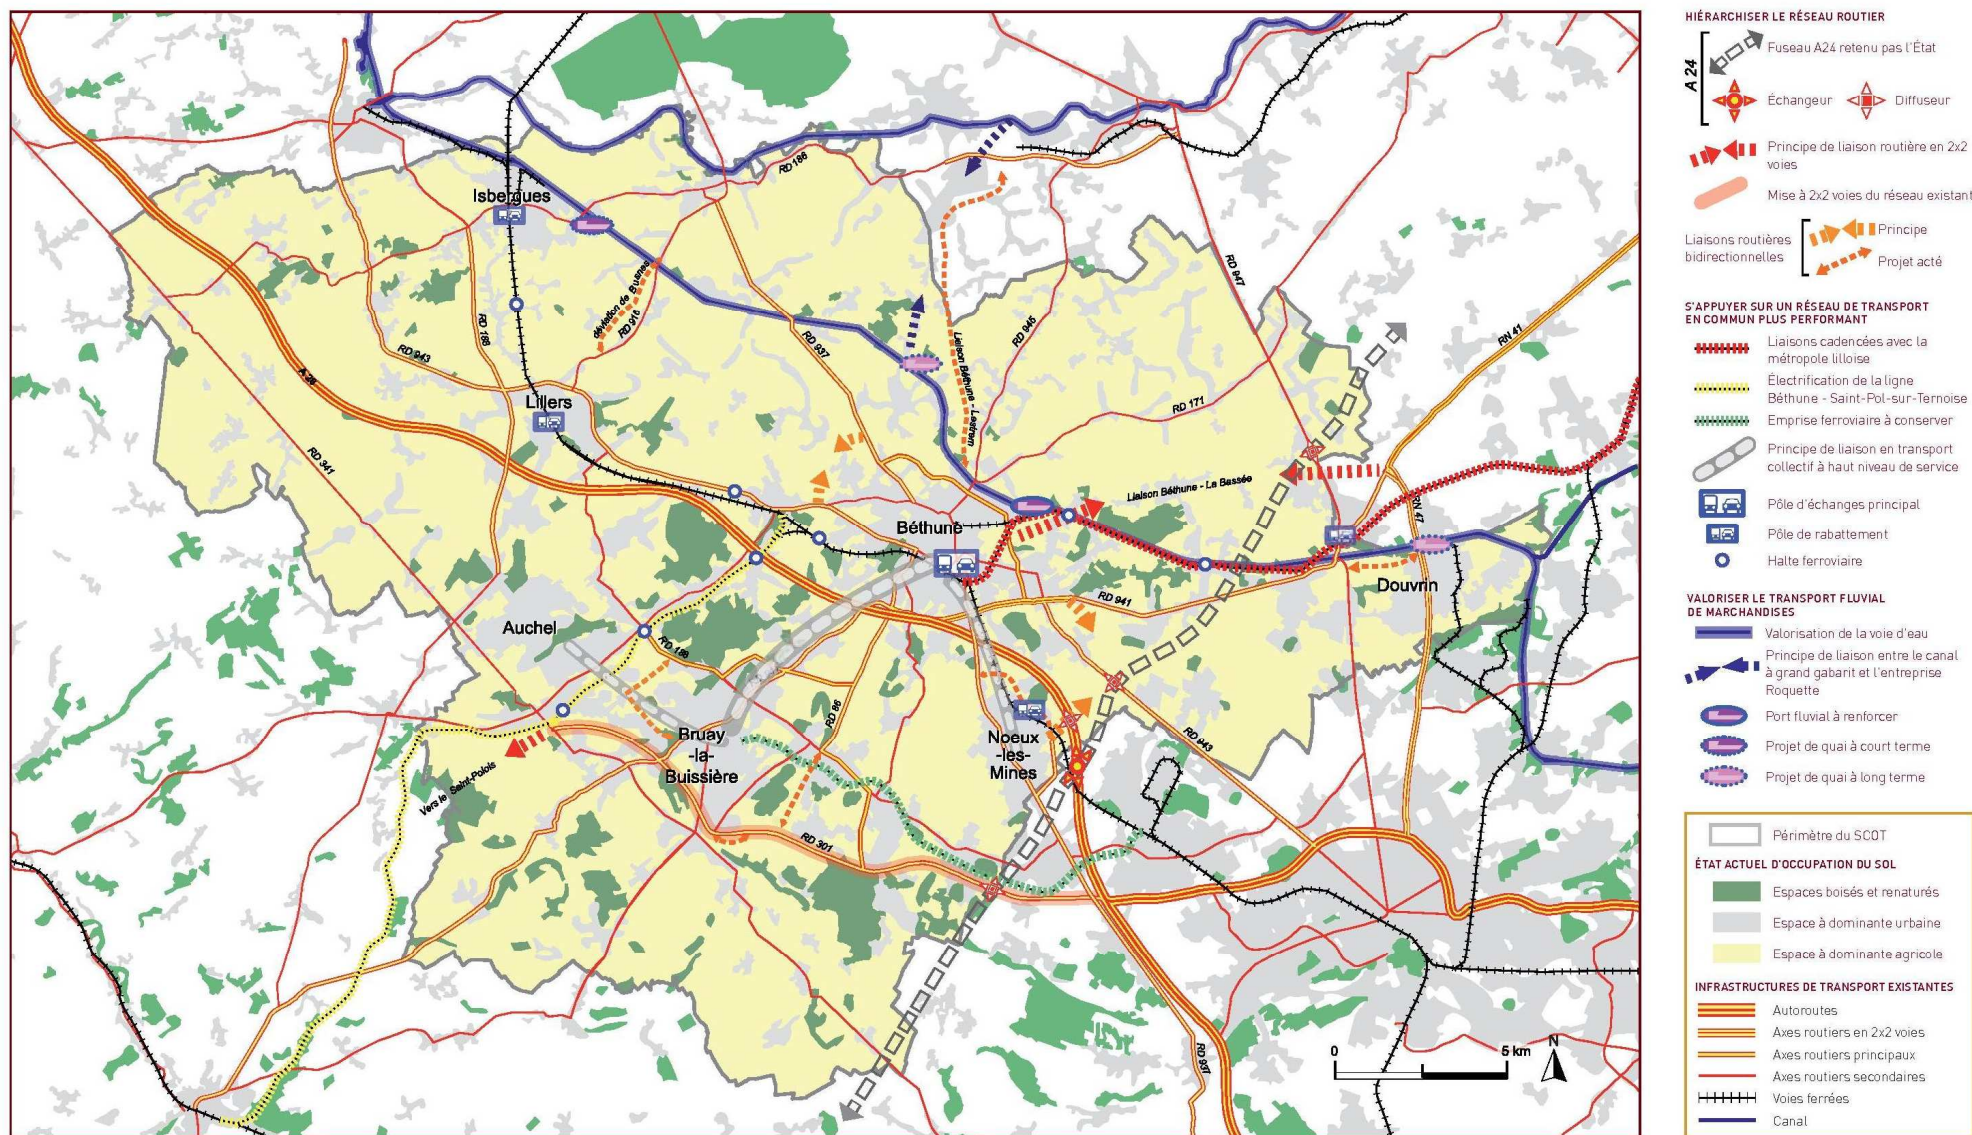 Isbergues
RD 186
déviation de Busnes
RD 916
RD 188
RD 943
A 26
RD 937
Liaison Béthune - Lestrem
RD 945
RD 947
RN 41
RD 171
Lillers
RD 341
Béthune
Liaison Béthune - La Bassée
RN 47
Douvrin
RD 941
Auchel
RD 188
RD 86
Bruay
-la-
Buissière
Noeux
-les-
Mines
RD 943
Vers le Saint-Polois
RD 301
RD 937
0
5 km
N
HIÉRARCHISER LE RÉSEAU ROUTIER
A 24
Fuseau A24 retenu pas l'État
Échangeur
Diffuseur
Principe de liaison routière en 2x2
voies
Mise à 2x2 voies du réseau existant
Liaisons routières
bidirectionnelles
Principe
Projet acté
S'APPUYER SUR UN RÉSEAU DE TRANSPORT
EN COMMUN PLUS PERFORMANT
Liaisons cadencées avec la
métropole lilloise
Électrification de la ligne
Béthune - Saint-Pol-sur-Ternoise
Emprise ferroviaire à conserver
Principe de liaison en transport
collectif à haut niveau de service
Pôle d'échanges principal
Pôle de rabattement
Halte ferroviaire
VALORISER LE TRANSPORT FLUVIAL
DE MARCHANDISES
Valorisation de la voie d'eau
Principe de liaison entre le canal
à grand gabarit et l'entreprise
Roquette
Port fluvial à renforcer
Projet de quai à court terme
Projet de quai à long terme
Périmètre du SCOT
ÉTAT ACTUEL D'OCCUPATION DU SOL
Espaces boisés et renaturés
Espace à dominante urbaine
Espace à dominante agricole
INFRASTRUCTURES DE TRANSPORT EXISTANTES
Autoroutes
Axes routiers en 2x2 voies
Axes routiers principaux
Axes routiers secondaires
Voies ferrées
Canal